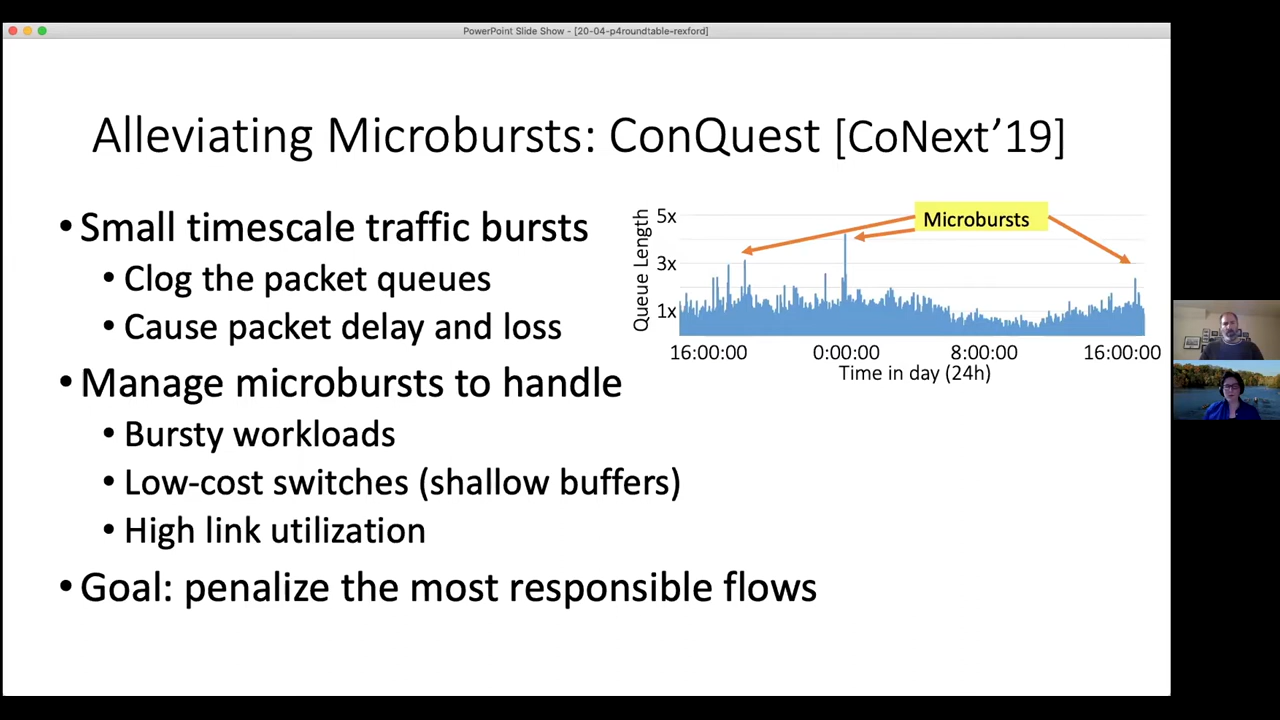 PowerPoint Slide Show - [20-04-p4roundtable-rexford]
Alleviating Microbursts: ConQuest [CoNext’19]
• Small timescale traffic bursts
• Clog the packet queues
• Cause packet delay and loss
• Manage microbursts to handle
• Bursty workloads
• Low-cost switches (shallow buffers)
• High link utilization
• Goal: penalize the most responsible flows
Microbursts
Queue Length
5x
3x
1x
16:00:00 0:00:00 8:00:00 16:00:00
Time in day (24h)